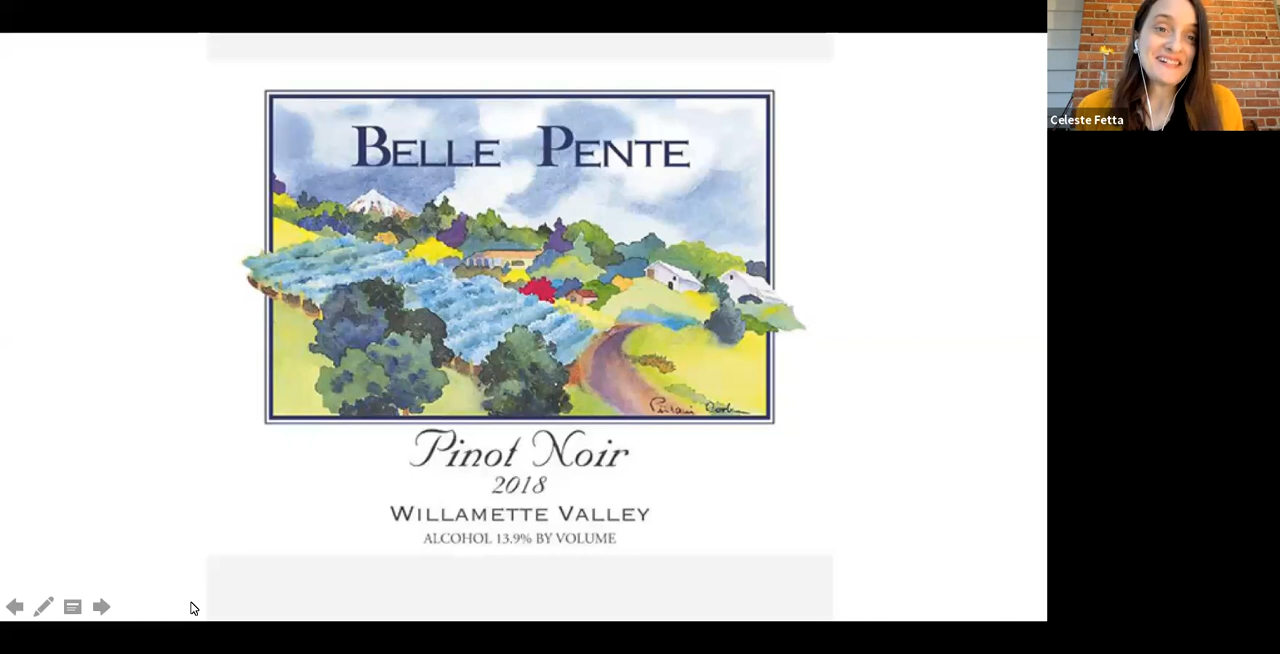 BELLE PENTE
Pinot Noir
2018
WILLAMETTE VALLEY
ALCOHOL 13.9% BY VOLUME
Celeste Fetta